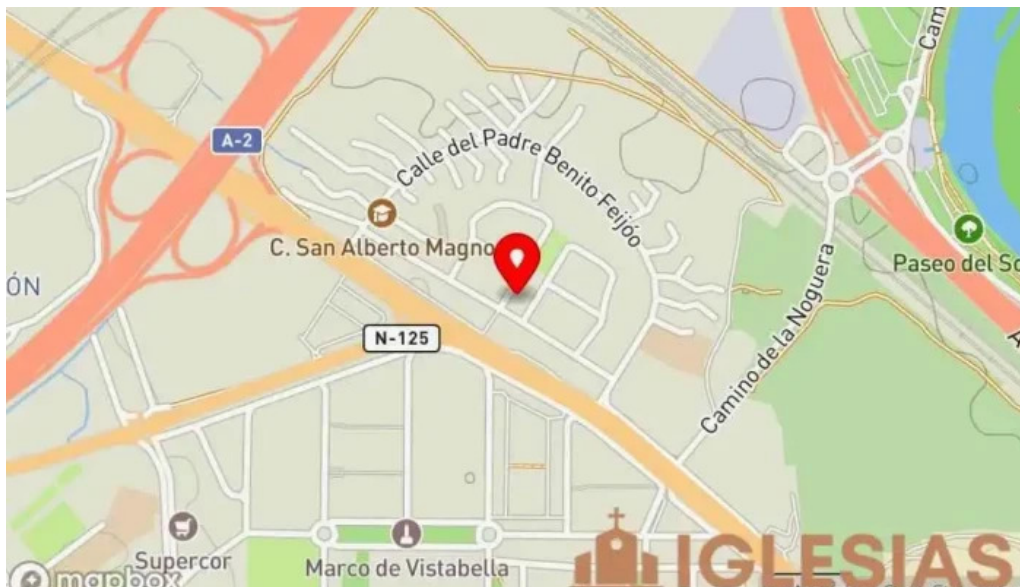 Cam
A-2
Calle del Padre Benito Feijóo
C. San Alberto Magno
Paseo del So
ÓN
Camino de la Noguera
A
N-125
Supercor
Marco de Vistabella
mapbox
IGLESIAS